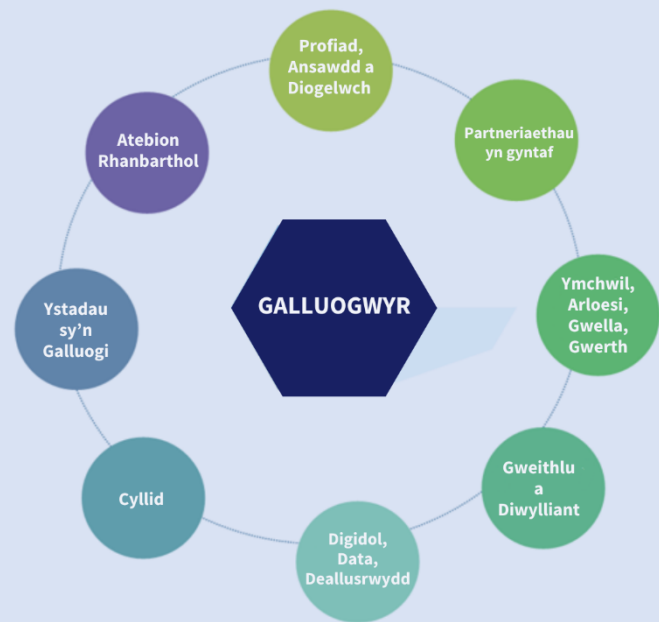 Profiad,
Ansawdd a
Diogelwch
Partneriaethau
yn gyntaf
Ymchwil,
Arloesi,
Gwella,
Gwerth
Gweithlu
a
Diwylliant
Digidol,
Data,
Deallusrwydd
Cyllid
Ystadau
sy’n
Galluogi
Atebion
Rhanbarthol
GALLUOGWYR